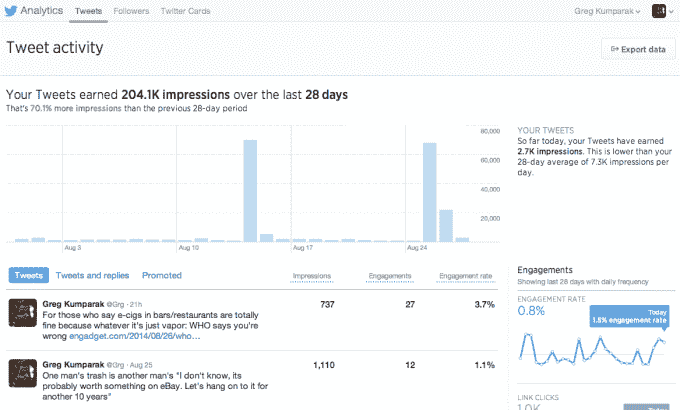 Analytics Tweets Followers Twitter Cards Greg Kumparak
Tweet activity
Export data
Your Tweets earned 204.1K impressions over the last 28 days
That's 70.1% more impressions than the previous 28-day period
80,000
60,000
40,000
20,000
Aug 3 Aug 10 Aug 17 Aug 24
YOUR TWEETS
So far today, your Tweets have earned
2.7K impressions. This is lower than your
28-day average of 7.3K impressions per
day.
Tweets Tweets and replies Promoted Impressions Engagements Engagement rate
Greg Kumparak @Grg · 21h
For those who say e-cigs in bars/restaurants are totally
fine because whatever it's just vapor: WHO says you're
wrong engadget.com/2014/08/26/who...
737 27 3.7%
Greg Kumparak @Grg · Aug 25
One man's trash is another man's "I don't know, its
probably worth something on eBay. Let's hang on to it for
another 10 years"
1,110 12 1.1%
Engagements
Showing last 28 days with daily frequency
ENGAGEMENT RATE
0.8%
Today
1.5% engagement rate
LINK CLICKS
1.0K